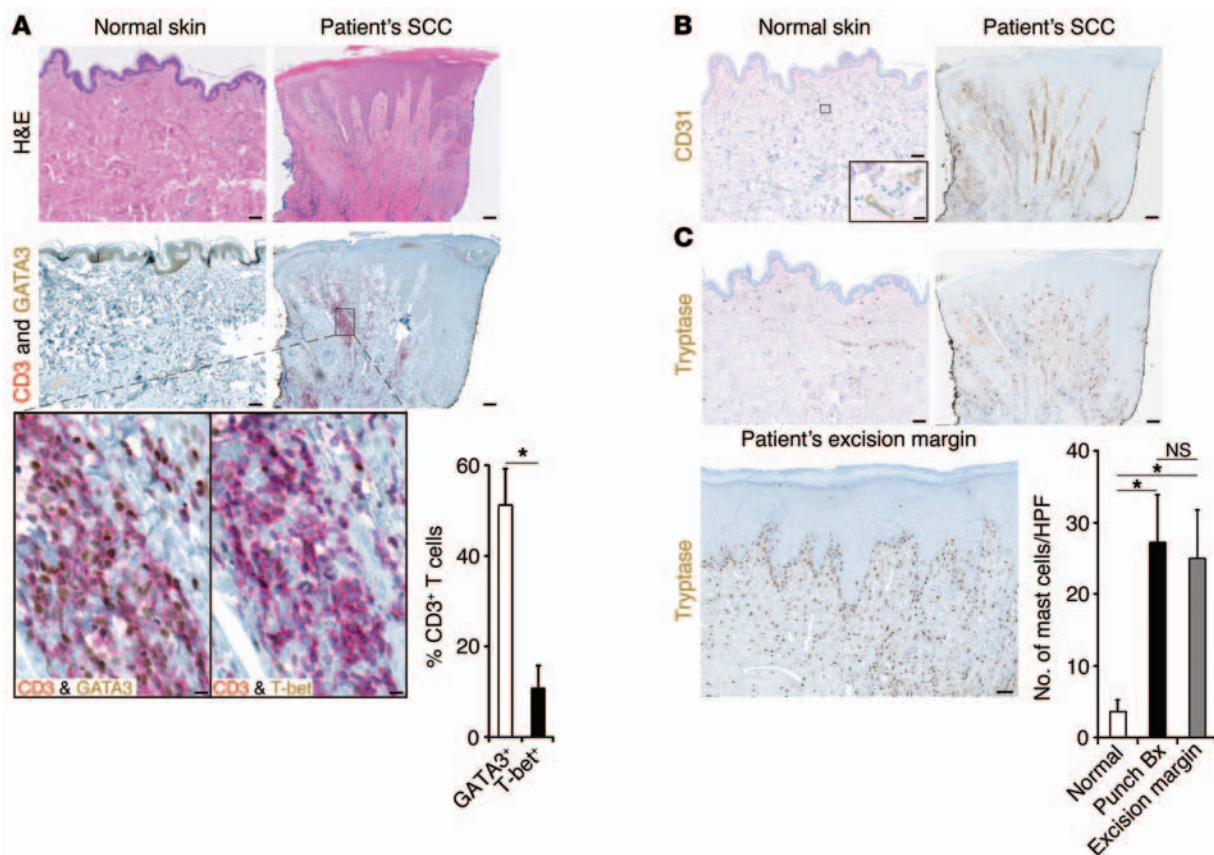 A
Normal skin
Patient's SCC
H&E
CD3 and GATA3
CD3 & GATA3
CD3 & T-bet
% CD3⁺ T cells
60
40
20
0
*
GATA3⁺
T-bet⁺
B
Normal skin
Patient's SCC
CD31
C
Tryptase
Patient's excision margin
Tryptase
No. of mast cells/HPF
40
30
20
10
0
NS
*
*
Normal
Punch Bx
Excision margin